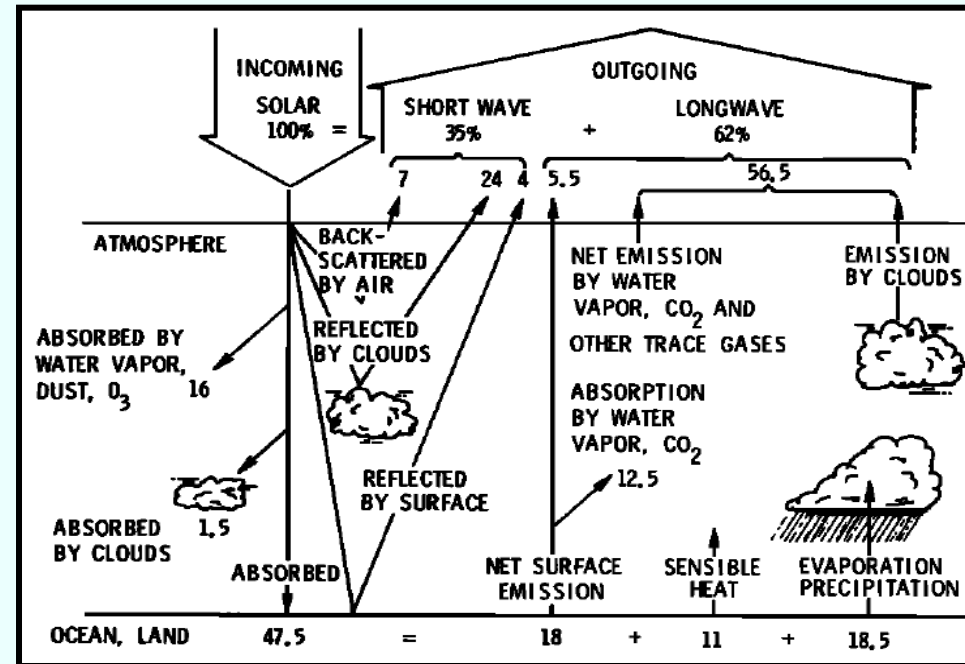 INCOMING
SOLAR
100% =
OUTGOING
SHORT WAVE
35%
+
LONGWAVE
62%
7
24
4
5.5
56.5
ATMOSPHERE
BACK-
SCATTERED
BY AIR
REFLECTED
BY CLOUDS
NET EMISSION
BY WATER
VAPOR, CO2 AND
OTHER TRACE GASES
EMISSION
BY CLOUDS
ABSORBED BY
WATER VAPOR,
DUST, O3 16
ABSORPTION
BY WATER
VAPOR, CO2
12.5
REFLECTED
BY SURFACE
ABSORBED
BY CLOUDS
1.5
ABSORBED
NET SURFACE
EMISSION
SENSIBLE
HEAT
EVAPORATION
PRECIPITATION
OCEAN, LAND 47.5 = 18 + 11 + 18.5